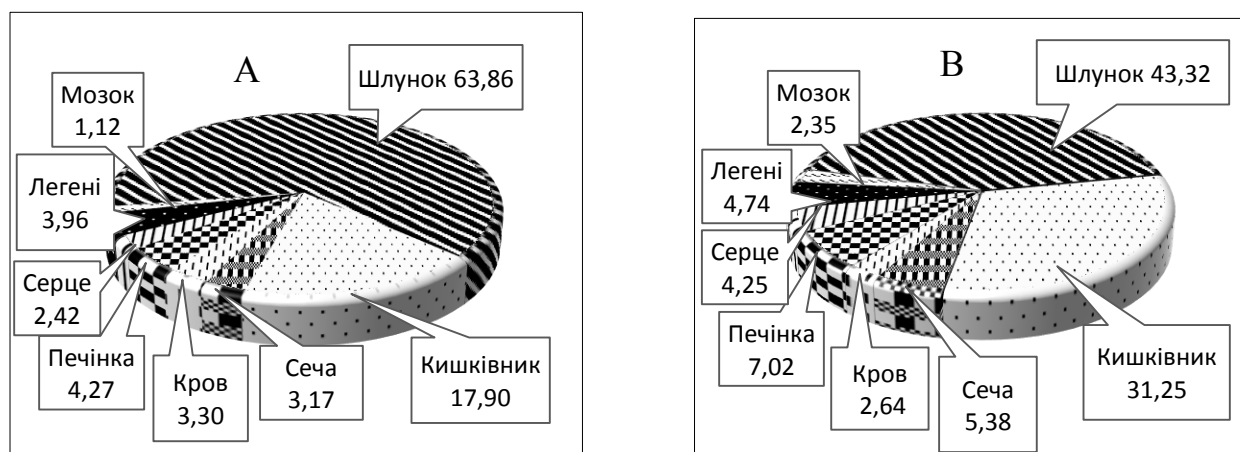 А
Шлунок 63,86
Мозок
1,12
Легені
3,96
Серце
2,42
Печінка
4,27
Кров
3,30
Сеча
3,17
Кишківник
17,90
В
Шлунок 43,32
Мозок
2,35
Легені
4,74
Серце
4,25
Печінка
7,02
Кров
2,64
Сеча
5,38
Кишківник
31,25